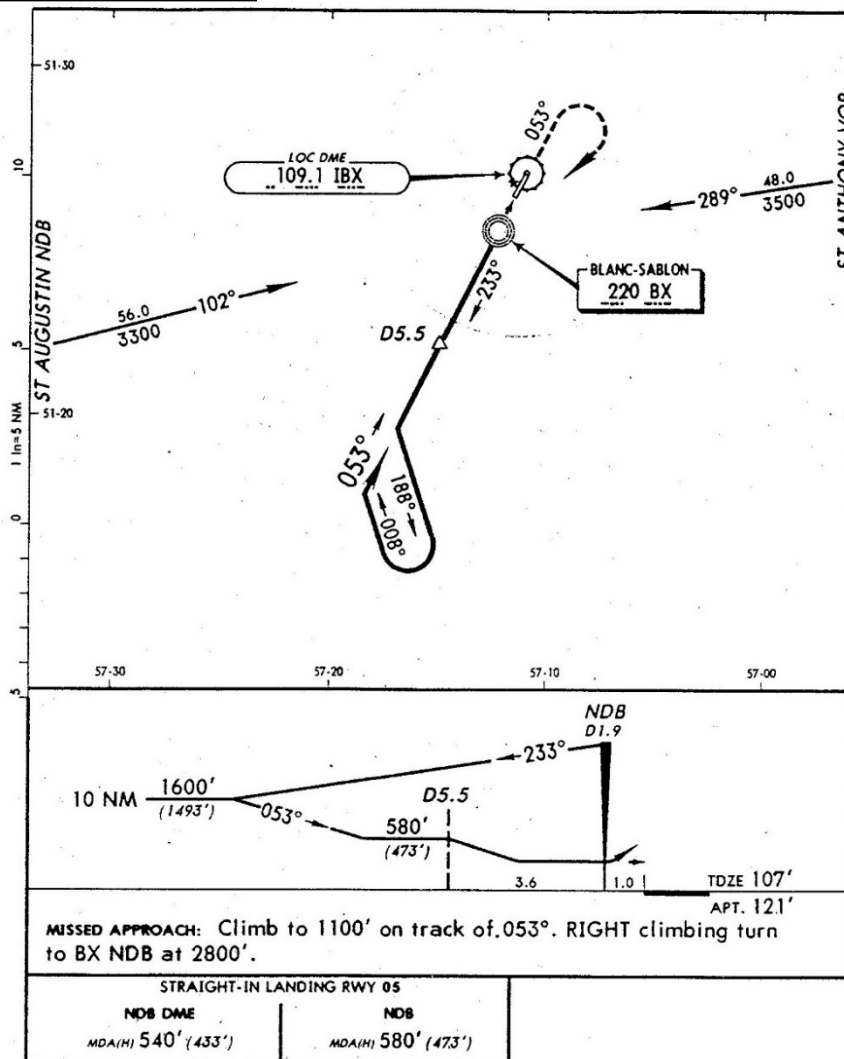 51-30
10
LOC DME
109.1 IBX
053°
289°
48.0
3500
ST ANTHONY VOR
BLANC-SABLON
220 BX
233°
ST AUGUSTIN NDB
56.0
3300
102°
D5.5
5
51-20
1 In=5 NM
053°
188°
008°
0
57-30
57-20
57-10
57-00
5
NDB
D1.9
233°
10 NM
1600'
(1493')
053°
D5.5
580'
(473')
3.6
1.0
TDZE 107'
APT. 121'
MISSED APPROACH: Climb to 1100' on track of 053°. RIGHT climbing turn
to BX NDB at 2800'.
STRAIGHT-IN LANDING RWY 05
NDB DME
MDA(H) 540' (433')
NDB
MDA(H) 580' (473')